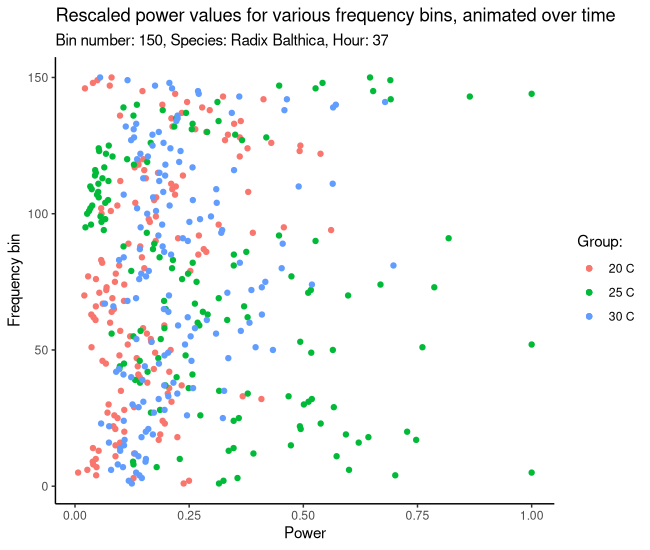 Rescaled power values for various frequency bins, animated over time
Bin number: 150, Species: Radix Balthica, Hour: 37
150
100
50
0
Frequency bin
0.00 0.25 0.50 0.75 1.00
Power
Group:
20 C
25 C
30 C